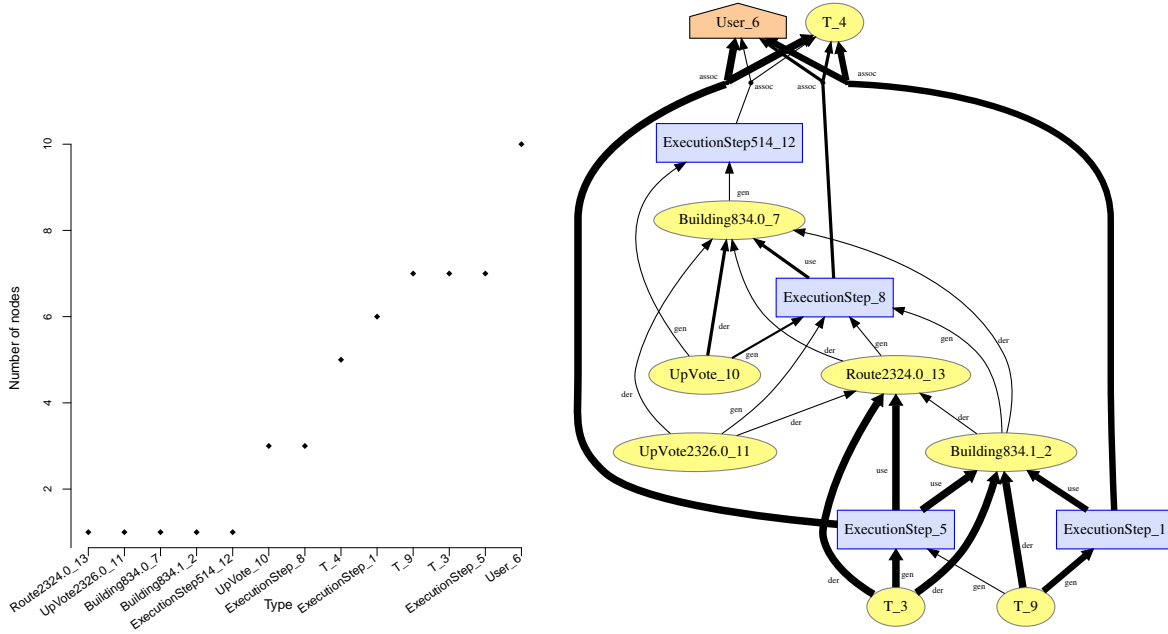 10
8
6
4
2
Number of nodes
Route2324.0_13
UpVote2326.0_11
Building834.0_7
Building834.1_2
ExecutionStep514_12
UpVote_10
ExecutionStep_8
T_4
ExecutionStep_1
T_9
T_3
ExecutionStep_5
User_6
Type
User_6
T_4
assoc
assoc
assoc
assoc
ExecutionStep514_12
gen
Building834.0_7
use
ExecutionStep_8
gen
der
gen
der
gen
gen
der
UpVote_10
Route2324.0_13
der
gen
der
der
UpVote2326.0_11
Building834.1_2
use
use
use
ExecutionStep_5
ExecutionStep_1
der
der
gen
der
gen
gen
T_3
T_9